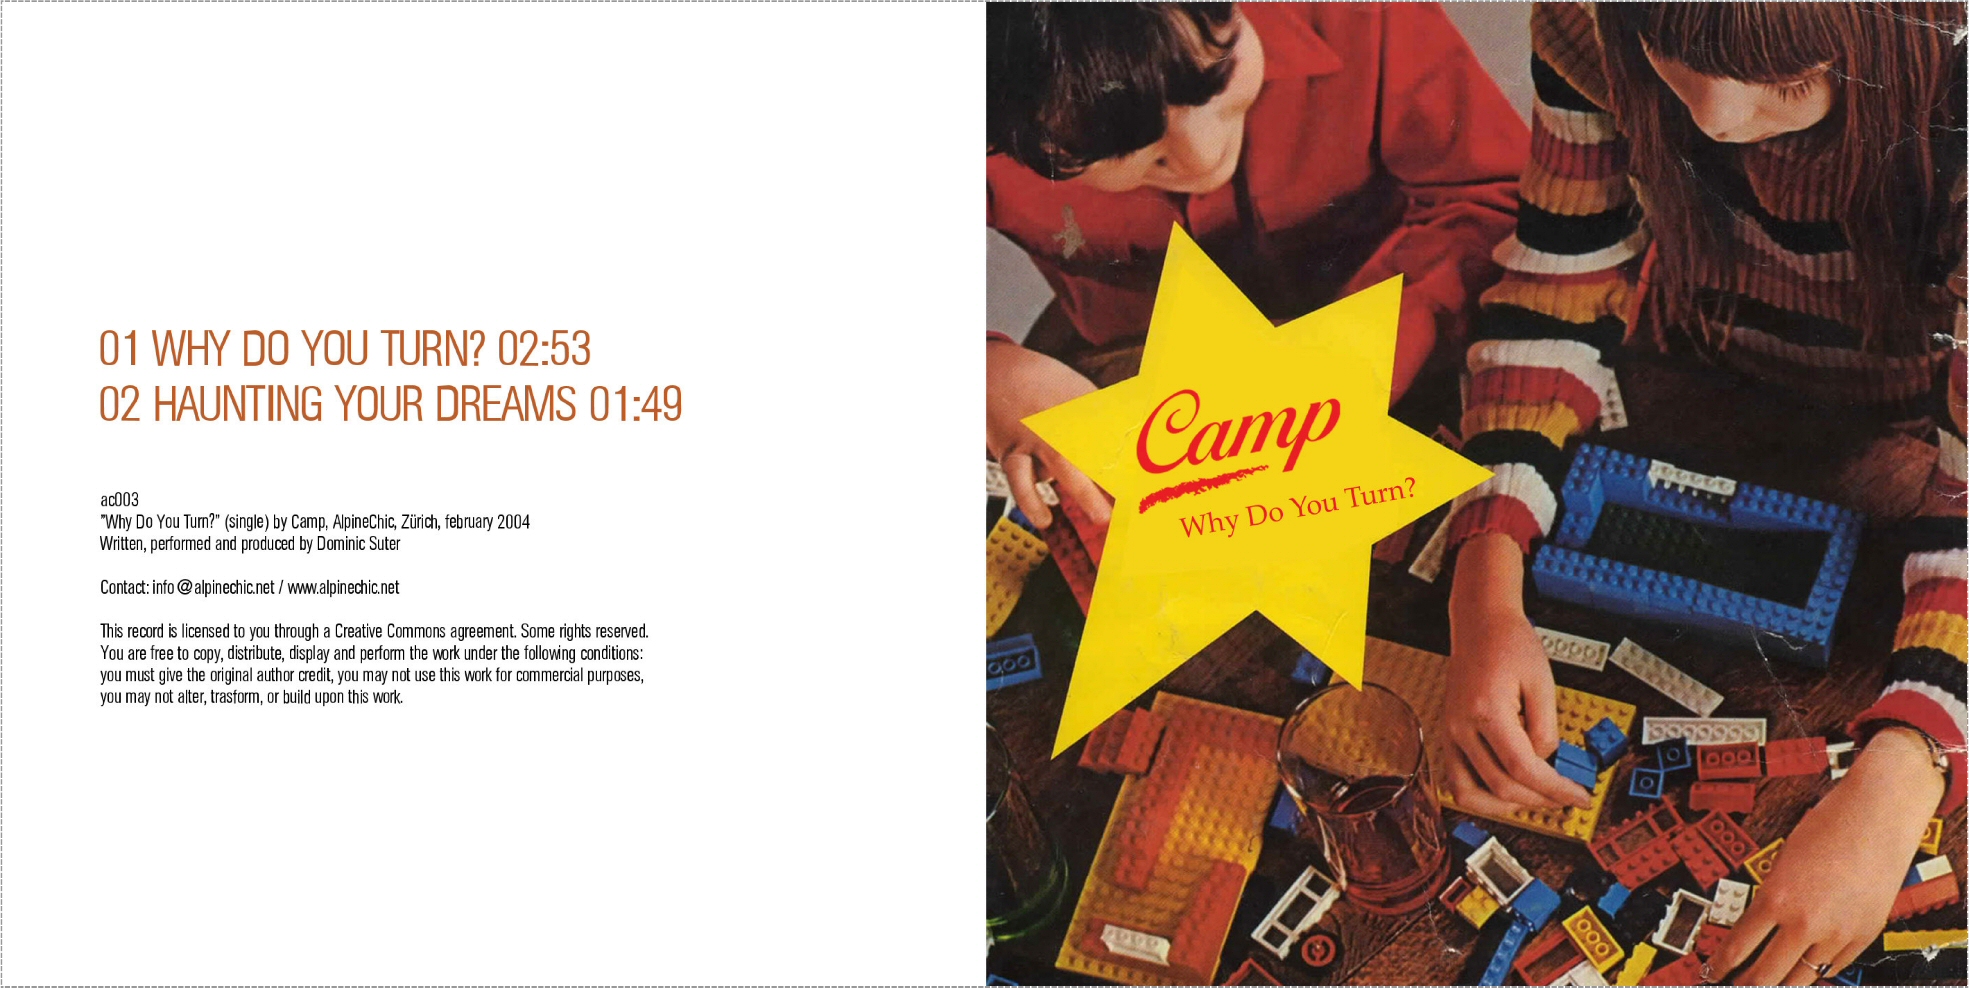 01 WHY DO YOU TURN? 02:53
02 HAUNTING YOUR DREAMS 01:49
ac003
"Why Do You Turn?" (single) by Camp, AlpineChic, Zürich, february 2004
Written, performed and produced by Dominic Suter
Contact: info@alpinechic.net / www.alpinechic.net
This record is licensed to you through a Creative Commons agreement. Some rights reserved.
You are free to copy, distribute, display and perform the work under the following conditions:
you must give the original author credit, you may not use this work for commercial purposes,
you may not alter, trasform, or build upon this work.
Camp
Why Do You Turn?